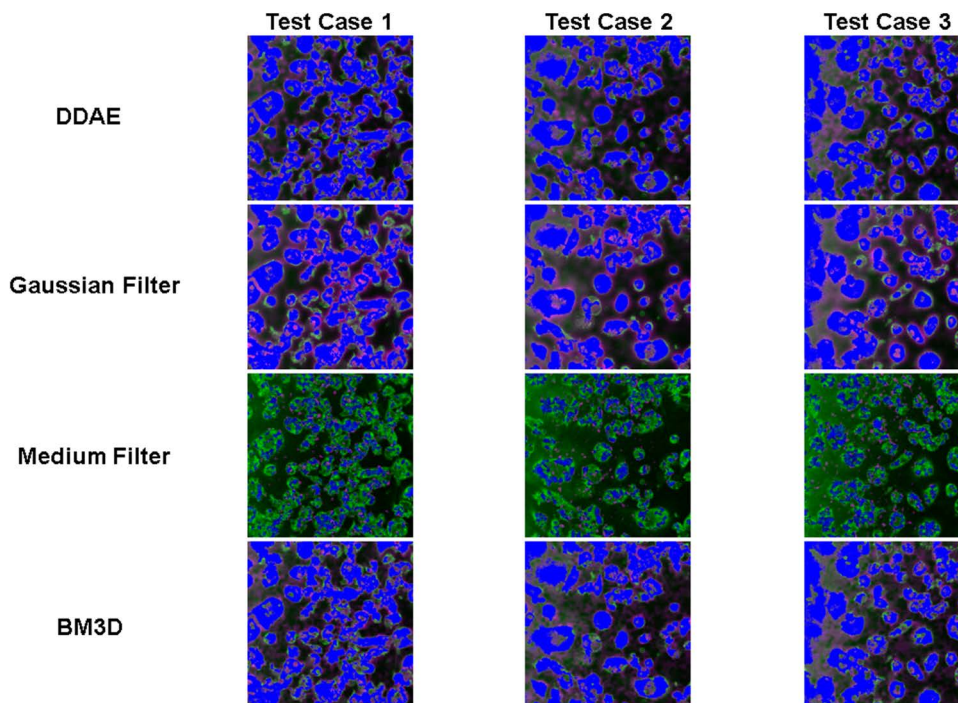 Test Case 1 Test Case 2 Test Case 3
DDAE
Gaussian Filter
Medium Filter
BM3D